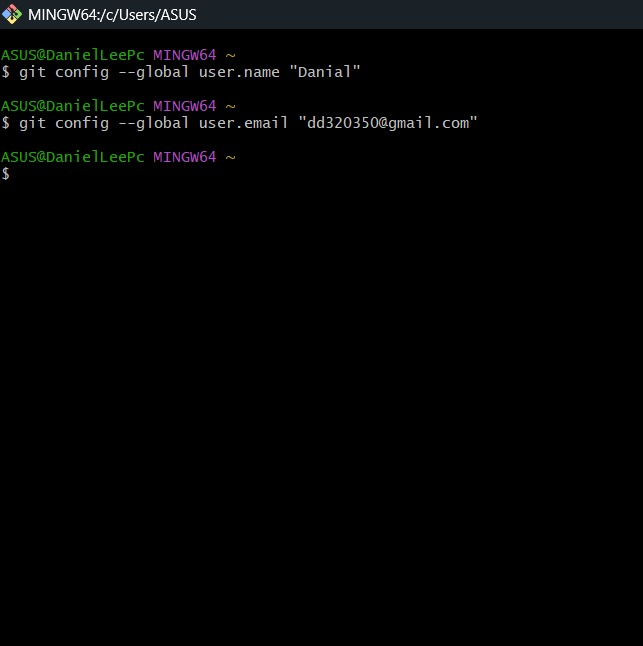 MINGW64:/c/Users/ASUS
ASUS@DanielLeePc MINGW64 ~
$ git config --global user.name "Danial"
ASUS@DanielLeePc MINGW64 ~
$ git config --global user.email "dd320350@gmail.com"
ASUS@DanielLeePc MINGW64 ~
$